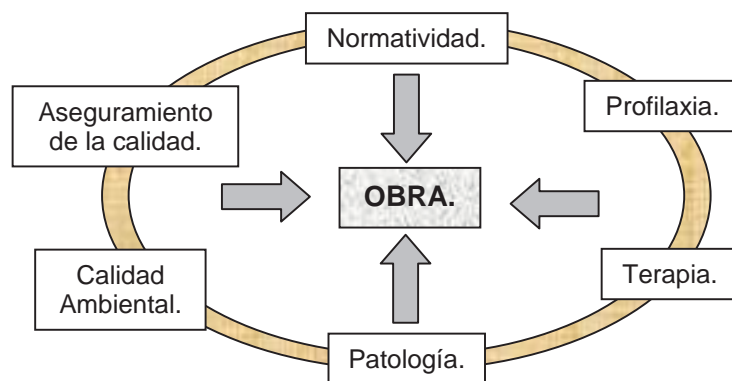 Normatividad.
Aseguramiento
de la calidad.
Profilaxia.
OBRA.
Calidad
Ambiental.
Terapia.
Patología.